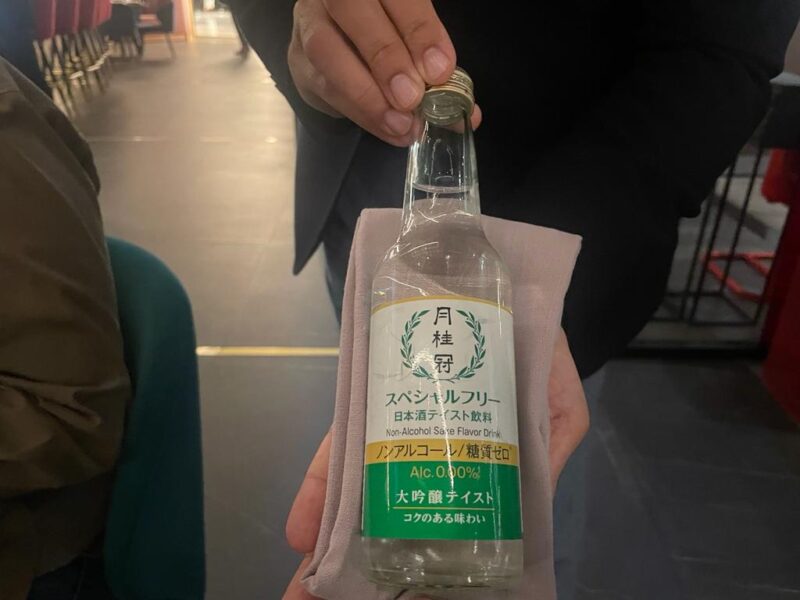 月桂冠
スペシャルフリー
日本酒テイスト飲料
Non-Alcohol Sake Flavor Drink
ノンアルコール/糖質ゼロ*
Alc.0.00%
大吟醸テイスト
コクのある味わい